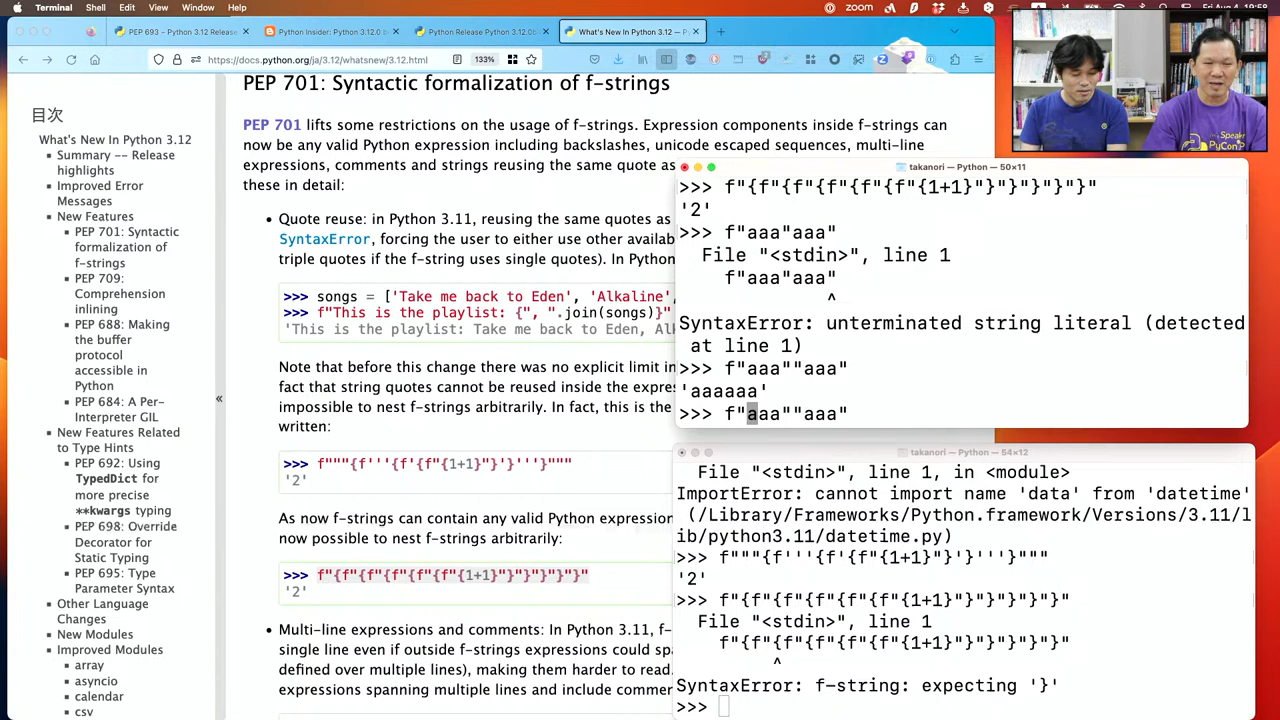 Terminal Shell Edit View Window Help
zoom
Fri Aug 4 19:58
PEP 693 – Python 3.12 Release
Python Insider: Python 3.12.0 b
Python Release Python 3.12.0b
What's New In Python 3.12 —
https://docs.python.org/ja/3.12/whatsnew/3.12.html
133%
目次
What's New In Python 3.12
Summary -- Release
highlights
Improved Error
Messages
New Features
PEP 701: Syntactic
formalization of
f-strings
PEP 709:
Comprehension
inlining
PEP 688: Making
the buffer
protocol
accessible in
Python
PEP 684: A Per-
Interpreter GIL
New Features Related
to Type Hints
PEP 692: Using
TypedDict for
more precise
**kwargs typing
PEP 698: Override
Decorator for
Static Typing
PEP 695: Type
Parameter Syntax
Other Language
Changes
New Modules
Improved Modules
array
asyncio
calendar
csv
«
PEP 701: Syntactic formalization of f-strings
PEP 701 lifts some restriction on the usage of f-strings. Expression components inside f-strings can
now be any valid Python expression including backslashes, unicode escaped sequences, multi-line
expressions, comments and strings reusing the same quote as
these in detail:
Quote reuse: in Python 3.11, reusing the same quotes as
SyntaxError, forcing the user to either use other availab
triple quotes if the f-string uses single quotes). In Pytho
>>> songs = ['Take me back to Eden', 'Alkaline',
>>> f"This is the playlist: {", ".join(songs)}"
'This is the playlist: Take me back to Eden, Al
Note that before this change there was no explicit limit in
fact that string quotes cannot be reused inside the expres
impossible to nest f-strings arbitrarily. In fact, this is the
written:
>>> f"""{f'''{f'{f"{1+1}"}'}'''}"""
'2'
As now f-strings can contain any valid Python expression
now possible to nest f-strings arbitrarily:
>>> f"{f"{f"{f"{f"{f"{1+1}"}"}"}"}"}"
'2'
Multi-line expressions and comments: In Python 3.11, f-
single line even if outside f-strings expressions could sp
defined over multiple lines), making them harder to read.
expressions spanning multiple lines and include commen
takanori — Python — 50×11
>>> f"{f"{f"{f"{f"{f"{1+1}"}"}"}"}"}"
'2'
>>> f"aaa"aaa"
File "<stdin>", line 1
f"aaa"aaa"
^
SyntaxError: unterminated string literal (detected
at line 1)
>>> f"aaa""aaa"
'aaaaaa'
>>> f"aaa""aaa"
takanori — Python — 54×12
File "<stdin>", line 1, in <module>
ImportError: cannot import name 'data' from 'datetime'
(/Library/Frameworks/Python.framework/Versions/3.11/l
ib/python3.11/datetime.py)
>>> f"""{f'''{f'{f"{1+1}"}'}'''}"""
'2'
>>> f"{f"{f"{f"{f"{f"{1+1}"}"}"}"}"}"
File "<stdin>", line 1
f"{f"{f"{f"{f"{f"{1+1}"}"}"}"}"}"
^
SyntaxError: f-string: expecting '}'
>>>